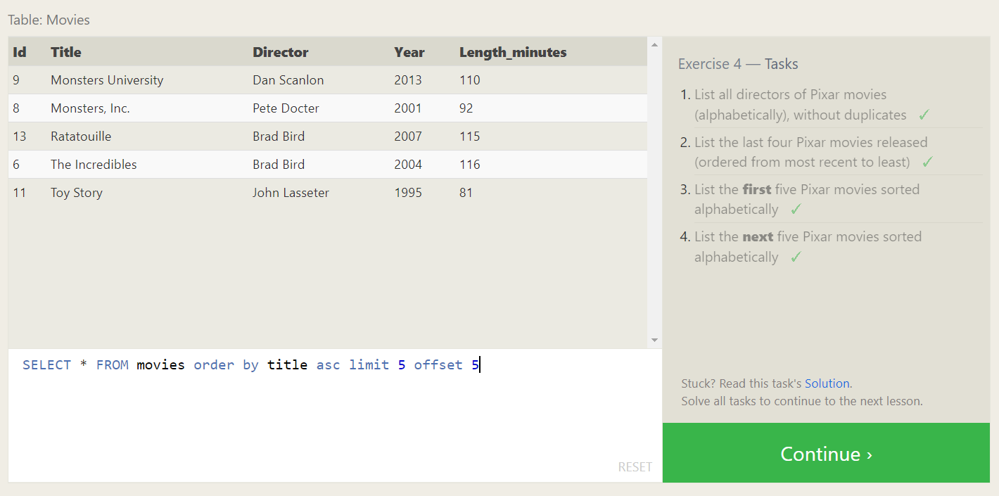 Table: Movies
Id Title Director Year Length_minutes
9 Monsters University Dan Scanlon 2013 110
8 Monsters, Inc. Pete Docter 2001 92
13 Ratatouille Brad Bird 2007 115
6 The Incredibles Brad Bird 2004 116
11 Toy Story John Lasseter 1995 81
SELECT * FROM movies order by title asc limit 5 offset 5
RESET
Exercise 4 — Tasks
1. List all directors of Pixar movies
(alphabetically), without duplicates ✓
2. List the last four Pixar movies released
(ordered from most recent to least) ✓
3. List the first five Pixar movies sorted
alphabetically ✓
4. List the next five Pixar movies sorted
alphabetically ✓
Stuck? Read this task's Solution.
Solve all tasks to continue to the next lesson.
Continue ›